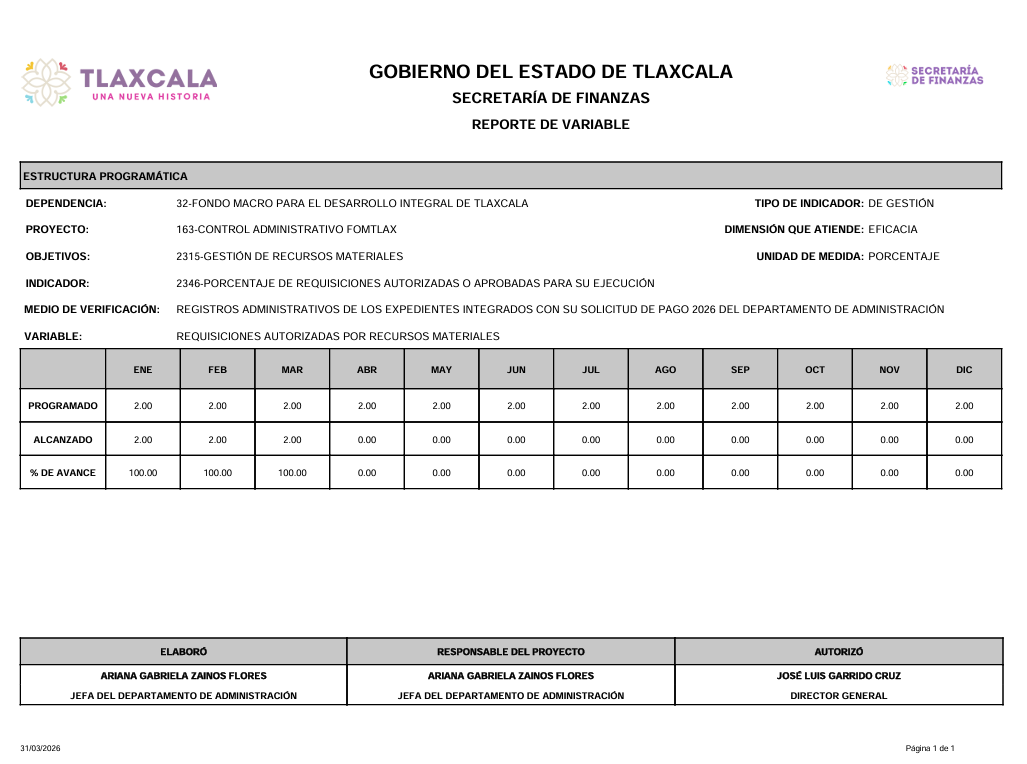 TLAXCALA
UNA NUEVA HISTORIA
GOBIERNO DEL ESTADO DE TLAXCALA
SECRETARÍA DE FINANZAS
REPORTE DE VARIABLE
SECRETARÍA
DE FINANZAS
ESTRUCTURA PROGRAMÁTICA
DEPENDENCIA: 32-FONDO MACRO PARA EL DESARROLLO INTEGRAL DE TLAXCALA TIPO DE INDICADOR: DE GESTIÓN
PROYECTO: 163-CONTROL ADMINISTRATIVO FOMTLAX DIMENSIÓN QUE ATIENDE: EFICACIA
OBJETIVOS: 2315-GESTIÓN DE RECURSOS MATERIALES UNIDAD DE MEDIDA: PORCENTAJE
INDICADOR: 2346-PORCENTAJE DE REQUISICIONES AUTORIZADAS O APROBADAS PARA SU EJECUCIÓN
MEDIO DE VERIFICACIÓN: REGISTROS ADMINISTRATIVOS DE LOS EXPEDIENTES INTEGRADOS CON SU SOLICITUD DE PAGO 2026 DEL DEPARTAMENTO DE ADMINISTRACIÓN
VARIABLE: REQUISICIONES AUTORIZADAS POR RECURSOS MATERIALES
ENE FEB MAR ABR MAY JUN JUL AGO SEP OCT NOV DIC
PROGRAMADO 2.00 2.00 2.00 2.00 2.00 2.00 2.00 2.00 2.00 2.00 2.00 2.00
ALCANZADO 2.00 2.00 2.00 0.00 0.00 0.00 0.00 0.00 0.00 0.00 0.00 0.00
% DE AVANCE 100.00 100.00 100.00 0.00 0.00 0.00 0.00 0.00 0.00 0.00 0.00 0.00
ELABORÓ RESPONSABLE DEL PROYECTO AUTORIZÓ
ARIANA GABRIELA ZAINOS FLORES ARIANA GABRIELA ZAINOS FLORES JOSÉ LUIS GARRIDO CRUZ
JEFA DEL DEPARTAMENTO DE ADMINISTRACIÓN JEFA DEL DEPARTAMENTO DE ADMINISTRACIÓN DIRECTOR GENERAL
31/03/2026 Página 1 de 1